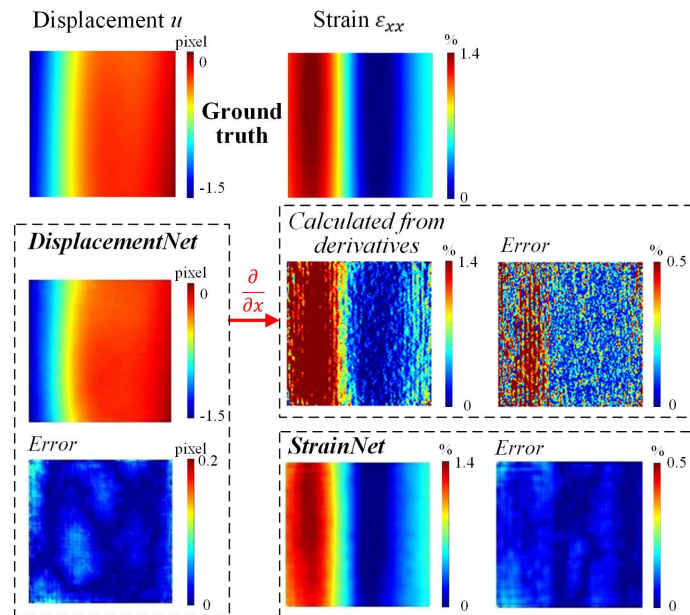 Displacement u
Strain εxx
pixel
0
-1.5
Ground
truth
%
1.4
0
DisplacementNet
0
-1.5
∂
∂x
Calculated from
derivatives
%
1.4
0
Error
%
0.5
0
Error
pixel
0.2
0
StrainNet
%
1.4
0
Error
%
0.5
0